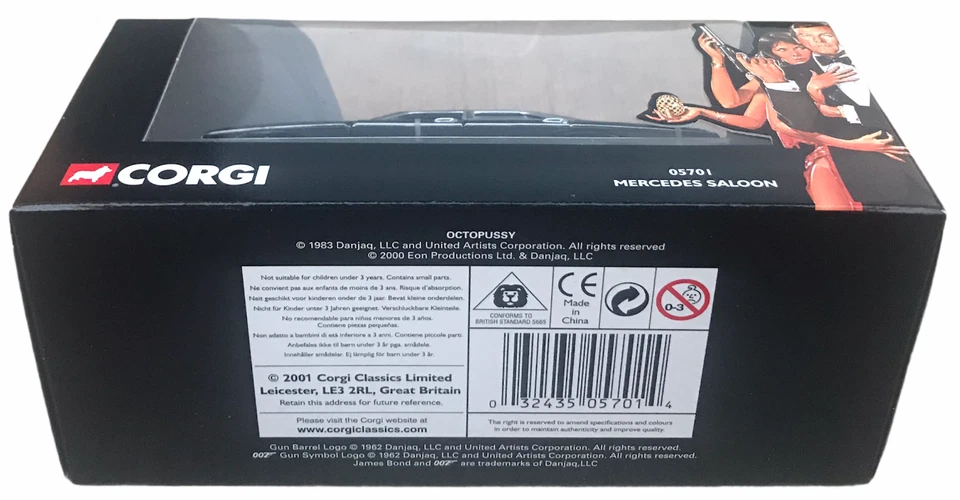 CORGI
05701
MERCEDES SALOON
OCTOPUSSY
© 1983 Danjaq, LLC and United Artists Corporation. All rights reserved
© 2000 Eon Productions Ltd. & Danjaq, LLC
Not suitable for children under 3 years. Contains small parts.
Ne convient pas aux enfants de moins de 3 ans. Risque d'absorption.
Niet geschikt voor kinderen onder de 3 jaar. Bevat kleine onderdelen.
Nicht für Kinder unter 3 Jahren geeignet. Verschluckbare Kleinteile.
No recomendable para niños menores de 3 años.
Contiene piezas pequeñas.
Non adatto a bambini di età inferiore a 3 anni. Contiene piccole parti.
Anbefales ikke til barn under 3 år pga. smådele.
Innehåller smådelar. Ej lämplig för barn under 3 år.
© 2001 Corgi Classics Limited
Leicester, LE3 2RL, Great Britain
Retain this address for future reference.
Please visit the Corgi website at
www.corgiclassics.com
CONFORMS TO
BRITISH STANDARD 5665
CE
Made
in
China
0-3
0 32435 05701 4
The right is reserved to amend specifications and colours
in order to maintain authenticity and improve quality.
Gun Barrel Logo © 1962 Danjaq, LLC and United Artists Corporation. All rights reserved.
007 Gun Symbol Logo © 1962 Danjaq, LLC and United Artists Corporation. All rights reserved.
James Bond and 007 are trademarks of Danjaq,LLC